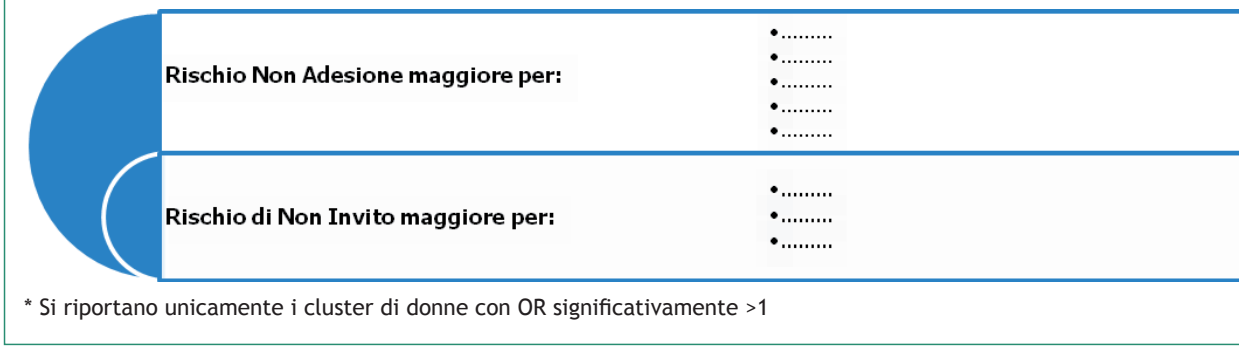 Rischio Non Adesione maggiore per:
•.........
•.........
•.........
•.........
•.........
Rischio di Non Invito maggiore per:
•.........
•.........
•.........
* Si riportano unicamente i cluster di donne con OR significativamente >1